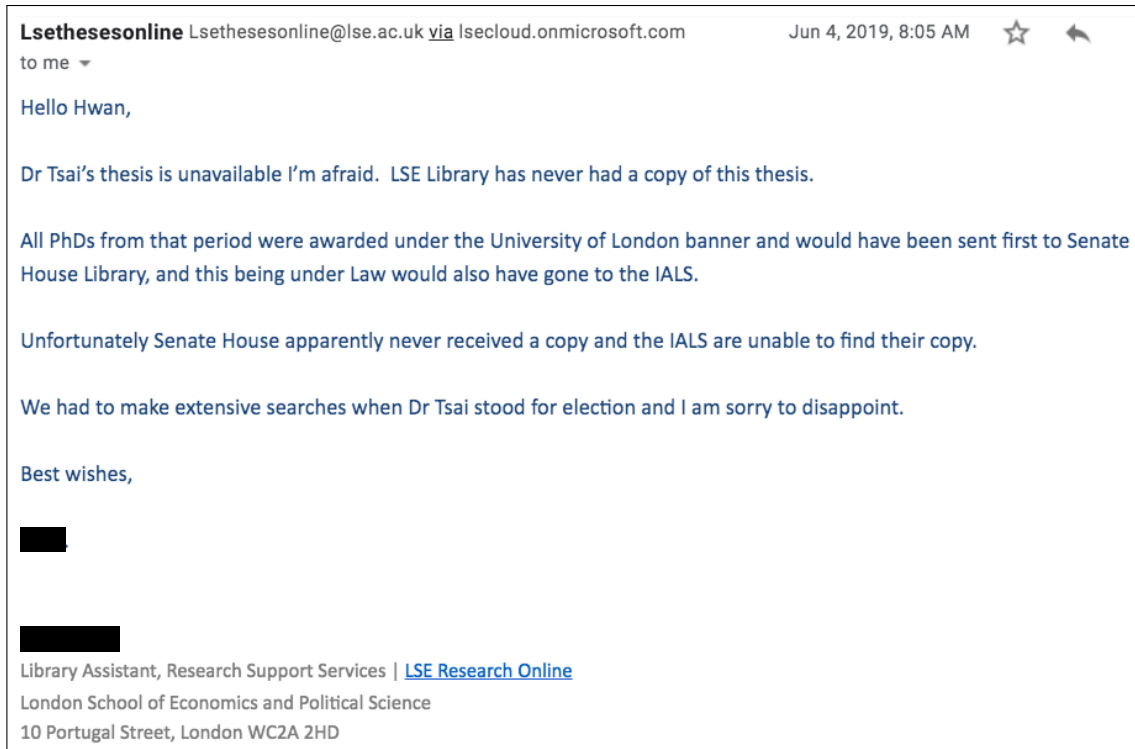 Lsethesesonline Lsethesesonline@lse.ac.uk via lsecloud.onmicrosoft.com Jun 4, 2019, 8:05 AM
to me
Hello Hwan,
Dr Tsai’s thesis is unavailable I’m afraid.  LSE Library has never had a copy of this thesis.
All PhDs from that period were awarded under the University of London banner and would have been sent first to Senate
House Library, and this being under Law would also have gone to the IALS.
Unfortunately Senate House apparently never received a copy and the IALS are unable to find their copy.
We had to make extensive searches when Dr Tsai stood for election and I am sorry to disappoint.
Best wishes,
Library Assistant, Research Support Services | LSE Research Online
London School of Economics and Political Science
10 Portugal Street, London WC2A 2HD